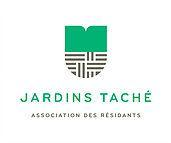 JARDINS TACHÉ
ASSOCIATION DES RÉSIDANTS